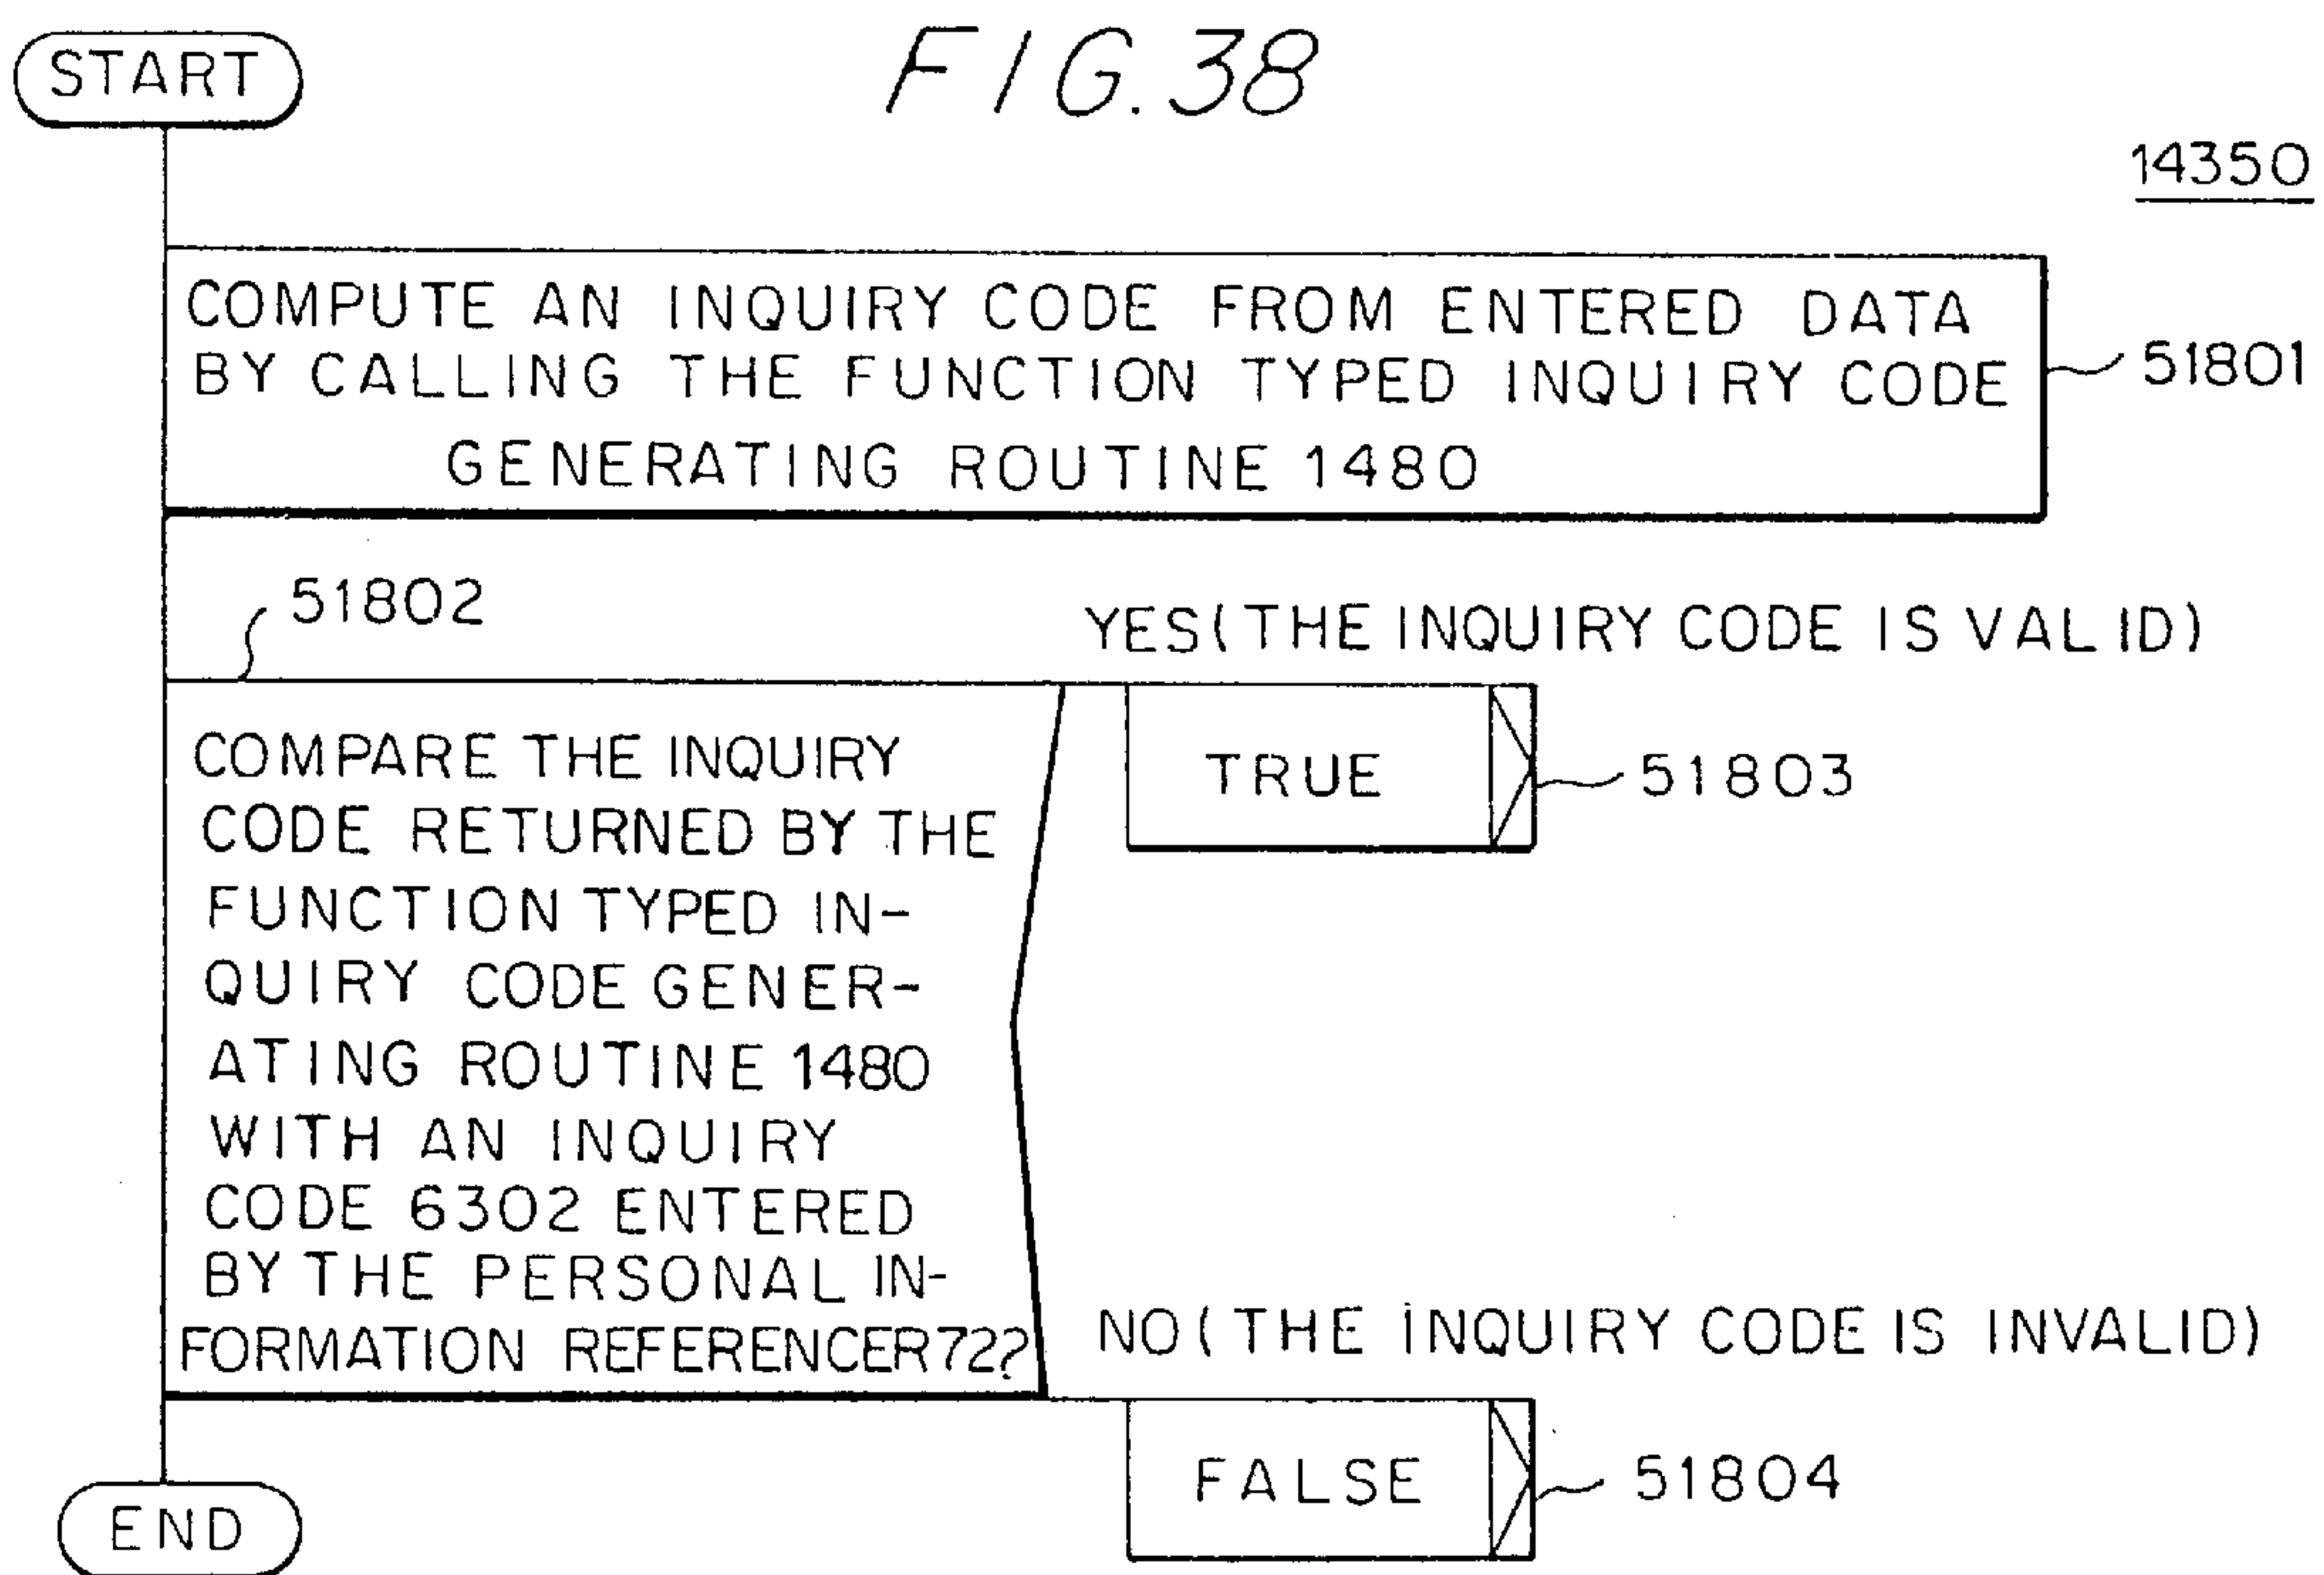 START
FIG. 38
14350
COMPUTE AN INQUIRY CODE FROM ENTERED DATA
BY CALLING THE FUNCTION TYPED INQUIRY CODE
GENERATING ROUTINE 1480
51801
51802
YES(THE INQUIRY CODE IS VALID)
COMPARE THE INQUIRY
CODE RETURNED BY THE
FUNCTION TYPED IN-
QUIRY CODE GENER-
ATING ROUTINE 1480
WITH AN INQUIRY
CODE 6302 ENTERED
BY THE PERSONAL IN-
FORMATION REFERENCER72?
TRUE
51803
NO(THE INQUIRY CODE IS INVALID)
FALSE
51804
END